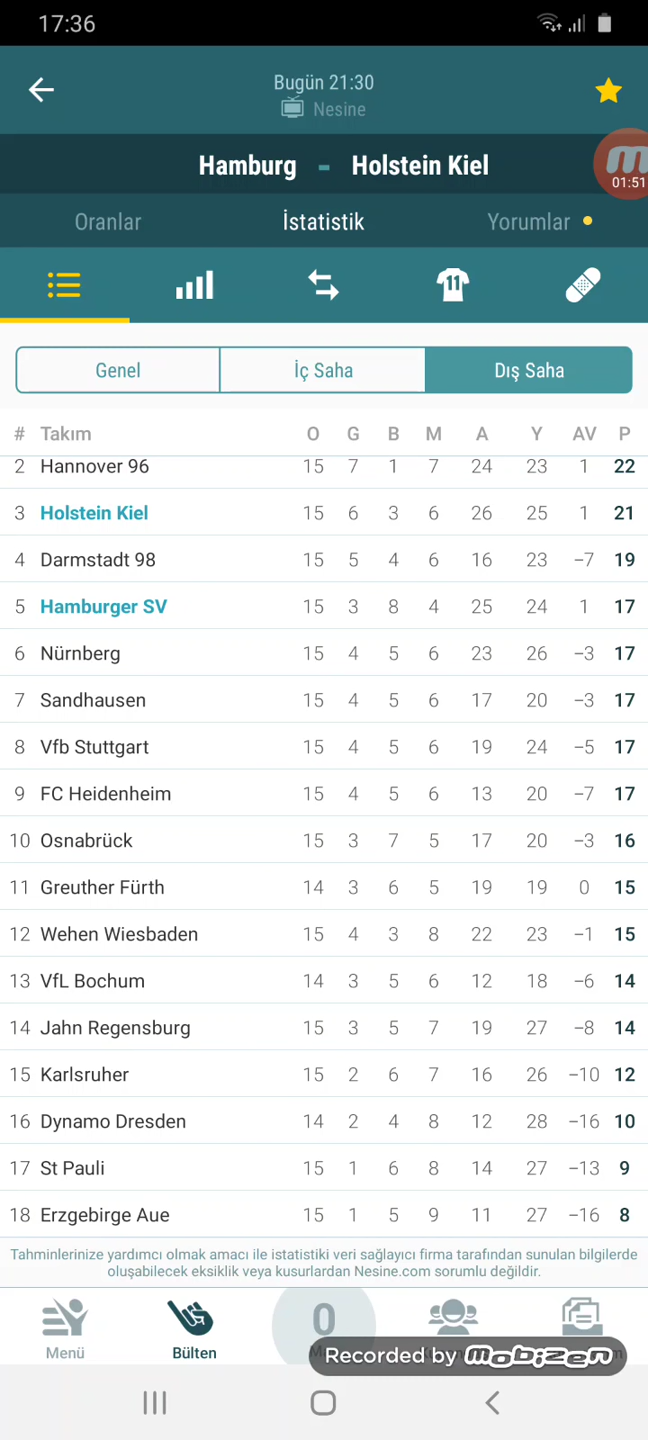 17:36
Bugün 21:30
Nesine
Hamburg - Holstein Kiel
01:51
Oranlar İstatistik Yorumlar
11
Genel İç Saha Dış Saha
# Takım O G B M A Y AV P
2 Hannover 96 15 7 1 7 24 23 1 22
3 Holstein Kiel 15 6 3 6 26 25 1 21
4 Darmstadt 98 15 5 4 6 16 23 −7 19
5 Hamburger SV 15 3 8 4 25 24 1 17
6 Nürnberg 15 4 5 6 23 26 −3 17
7 Sandhausen 15 4 5 6 17 20 −3 17
8 Vfb Stuttgart 15 4 5 6 19 24 −5 17
9 FC Heidenheim 15 4 5 6 13 20 −7 17
10 Osnabrück 15 3 7 5 17 20 −3 16
11 Greuther Fürth 14 3 6 5 19 19 0 15
12 Wehen Wiesbaden 15 4 3 8 22 23 −1 15
13 VfL Bochum 14 3 5 6 12 18 −6 14
14 Jahn Regensburg 15 3 5 7 19 27 −8 14
15 Karlsruher 15 2 6 7 16 26 −10 12
16 Dynamo Dresden 14 2 4 8 12 28 −16 10
17 St Pauli 15 1 6 8 14 27 −13 9
18 Erzgebirge Aue 15 1 5 9 11 27 −16 8
Tahminlerinize yardımcı olmak amacı ile istatistiki veri sağlayıcı firma tarafından sunulan bilgilerde
oluşabilecek eksiklik veya kusurlardan Nesine.com sorumlu değildir.
0
Menü Bülten
Recorded by mobizen